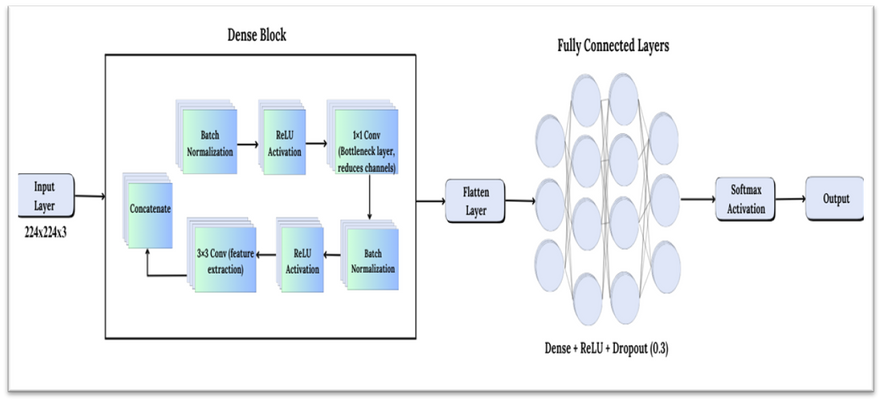 Dense Block
Fully Connected Layers
Batch
Normalization
ReLU
Activation
1×1 Conv
(Bottleneck layer,
reduces channels)
Input
Layer
224x224x3
Concatenate
3×3 Conv (feature
extraction)
ReLU
Activation
Batch
Normalization
Flatten
Layer
Softmax
Activation
Output
Dense + ReLU + Dropout (0.3)